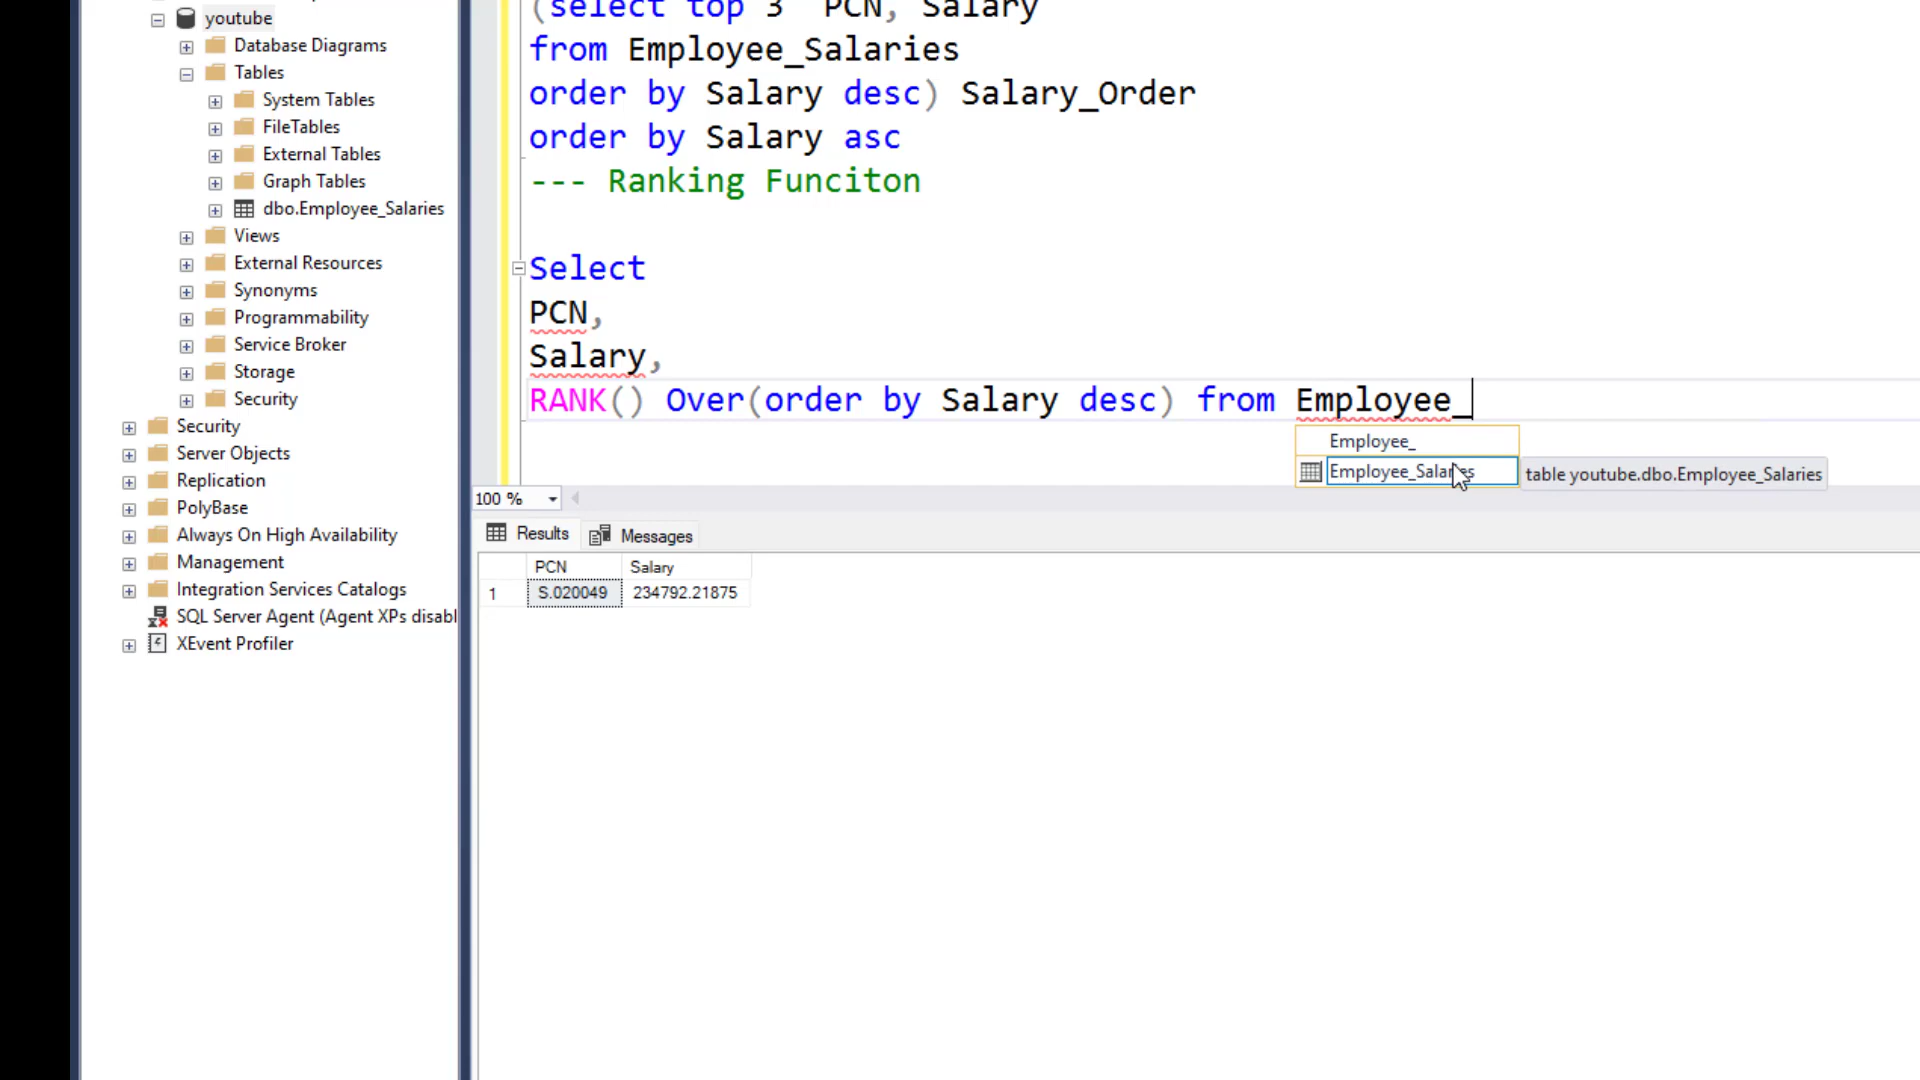 youtube
Database Diagrams
Tables
System Tables
FileTables
External Tables
Graph Tables
dbo.Employee_Salaries
Views
External Resources
Synonyms
Programmability
Service Broker
Storage
Security
Security
Server Objects
Replication
PolyBase
Always On High Availability
Management
Integration Services Catalogs
SQL Server Agent (Agent XPs disabl
XEvent Profiler
(select top 3 PCN, Salary
from Employee_Salaries
order by Salary desc) Salary_Order
order by Salary asc
--- Ranking Funciton
Select
PCN,
Salary,
RANK() Over(order by Salary desc) from Employee_
Employee_
Employee_Salaries
table youtube.dbo.Employee_Salaries
100 %
Results Messages
PCN Salary
1 S.020049 234792.21875